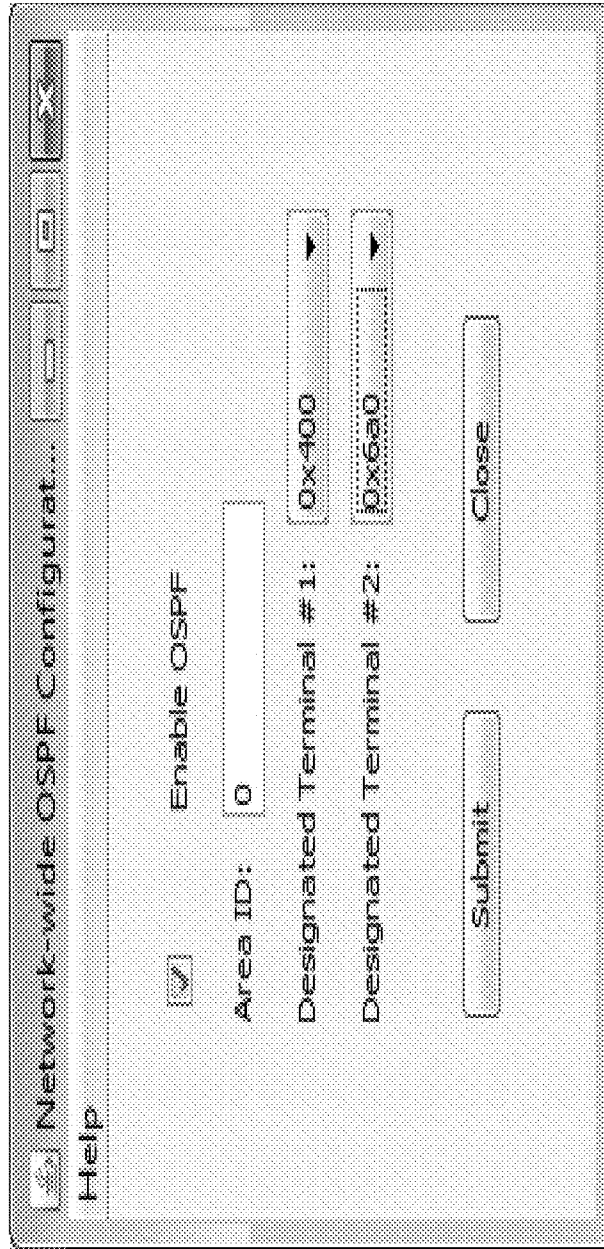 Network-wide OSPF Configurat...
Help
Enable OSPF
Area ID: 0
Designated Terminal #1: 0x400
Designated Terminal #2: 0x6a0
Submit Close